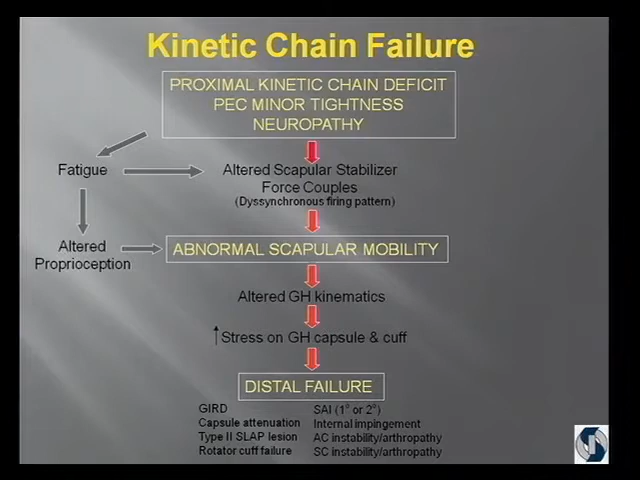 Kinetic Chain Failure
PROXIMAL KINETIC CHAIN DEFICIT
PEC MINOR TIGHTNESS
NEUROPATHY
Fatigue
Altered Scapular Stabilizer
Force Couples
(Dyssynchronous firing pattern)
Altered
Proprioception
ABNORMAL SCAPULAR MOBILITY
Altered GH kinematics
↑Stress on GH capsule & cuff
DISTAL FAILURE
GIRD
Capsule attenuation
Type II SLAP lesion
Rotator cuff failure
SAI (1° or 2°)
Internal impingement
AC instability/arthropathy
SC instability/arthropathy